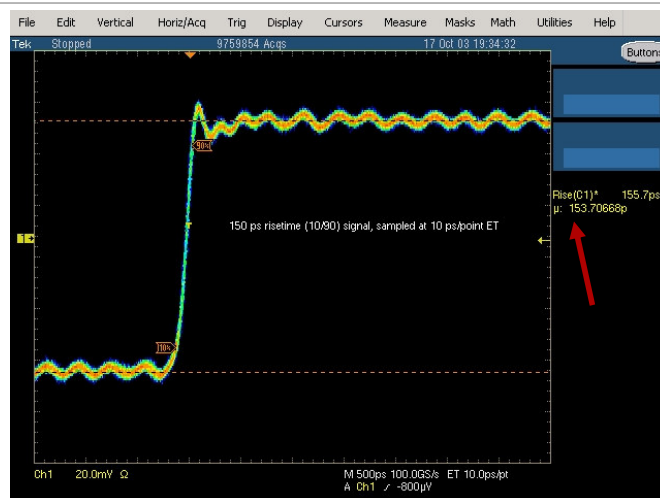 File Edit Vertical Horiz/Acq Trig Display Cursors Measure Masks Math Utilities Help
Tek Stopped 9759854 Acqs 17 Oct 03 19:34:32
Buttons
90%
Rise(C1)* 155.7ps
µ: 153.70668p
150 ps risetime (10/90) signal, sampled at 10 ps/point ET
1
10%
Ch1 20.0mV Ω M 500ps 100.0GS/s ET 10.0ps/pt
A Ch1 -800µV